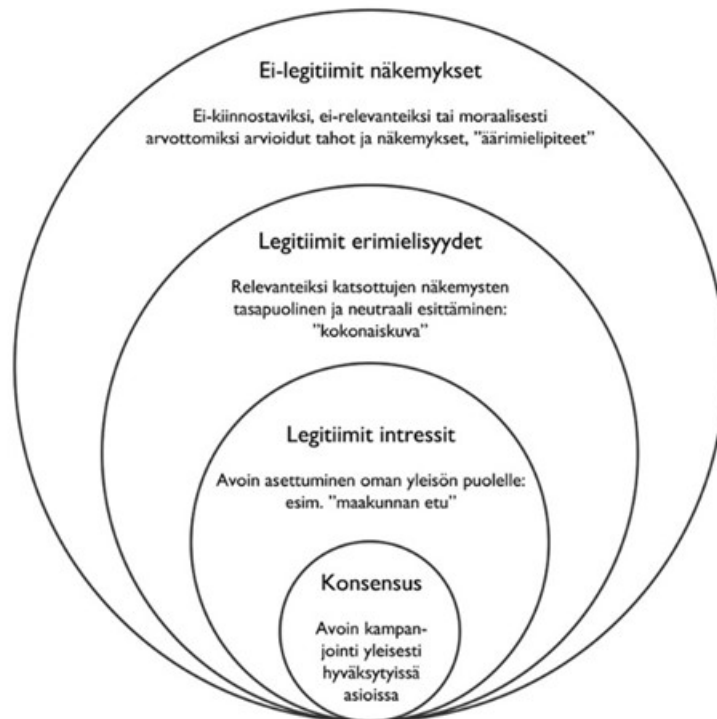 Ei-legitiimit näkemykset
Ei-kiinnostaviksi, ei-relevanteiksi tai moraalisesti
arvottomiksi arvioidut tahot ja näkemykset, ”äärimielipiteet”
Legitiimit erimielisyydet
Relevanteiksi katsottujen näkemysten
tasapuolinen ja neutraali esittäminen:
”kokonaiskuva”
Legitiimit intressit
Avoin asettuminen oman yleisön puolelle:
esim. ”maakunnan etu”
Konsensus
Avoin kampan-
jointi yleisesti
hyväksytyissä
asioissa